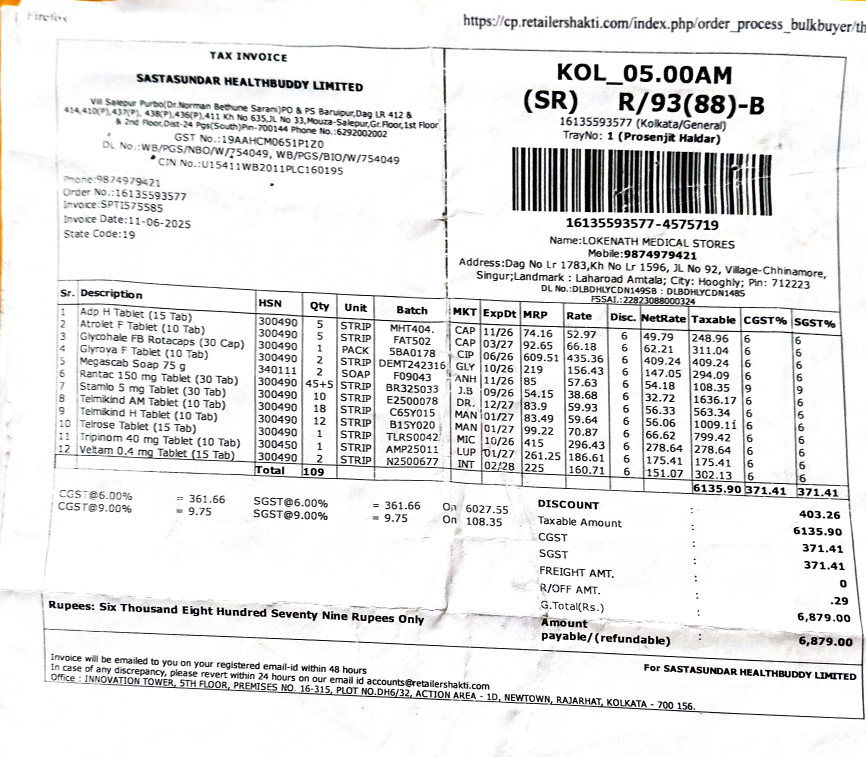 Firefox
https://cp.retailershakti.com/index.php/order_process_bulkbuyer/th
TAX INVOICE
SASTASUNDAR HEALTHBUDDY LIMITED
Vill Salepur Purbo(Dr.Norman Bethune Sarani)PO & PS Baruipur,Dag LR 412 &
414,410(P),437(P), 438(P),436(P),411 Kh No 635,JL No 33,Mouza-Salepur,Gr.Floor,1st Floor
& 2nd Floor,Dist-24 Pgs(South)Pin-700144 Phone No.:6292002002
GST No.:19AAHCM0651P1Z0
DL No.:WB/PGS/NBO/W/754049, WB/PGS/BIO/W/754049
CIN No.:U15411WB2011PLC160195
Phone:9874979421
Order No.:16135593577
Invoice:SPTI575585
Invoice Date:11-06-2025
State Code:19
KOL_05.00AM
(SR) R/93(88)-B
16135593577 (Kolkata/General)
TrayNo: 1 (Prosenjit Haldar)
16135593577-4575719
Name:LOKENATH MEDICAL STORES
Mobile:9874979421
Address:Dag No Lr 1783,Kh No Lr 1596, JL No 92, Village-Chhinamore,
Singur;Landmark : Laharoad Amtala; City: Hooghly; Pin: 712223
DL No.:DLBDHLYCDN149SB : DLBDHLYCDN148S
FSSAI.:22823088000324
Sr. Description HSN Qty Unit Batch MKT ExpDt MRP Rate Disc. NetRate Taxable CGST% SGST%
1 Adp H Tablet (15 Tab) 300490 5 STRIP MHT404. CAP 11/26 74.16 52.97 6 49.79 248.96 6 6
2 Atrolet F Tablet (10 Tab) 300490 5 STRIP FAT502 CAP 03/27 92.65 66.18 6 62.21 311.04 6 6
3 Glycohale FB Rotacaps (30 Cap) 300490 1 PACK 5BA0178 CIP 06/26 609.51 435.36 6 409.24 409.24 6 6
4 Glyrova F Tablet (10 Tab) 300490 2 STRIP DEMT242316 GLY 10/26 219 156.43 6 147.05 294.09 6 6
5 Megascab Soap 75 g 340111 2 SOAP F09043 ANH 11/26 85 57.63 6 54.18 108.35 9 9
6 Rantac 150 mg Tablet (30 Tab) 300490 45+5 STRIP BR325033 J.B 09/26 54.15 38.68 6 32.72 1636.17 6 6
7 Stamlo 5 mg Tablet (30 Tab) 300490 10 STRIP E2500078 DR. 12/27 83.9 59.93 6 56.33 563.34 6 6
8 Telmikind AM Tablet (10 Tab) 300490 18 STRIP C65Y015 MAN 01/27 83.49 59.64 6 56.06 1009.11 6 6
9 Telmikind H Tablet (10 Tab) 300490 12 STRIP B15Y020 MAN 01/27 99.22 70.87 6 66.62 799.42 6 6
10 Telrose Tablet (15 Tab) 300490 1 STRIP TLRS0042 MIC 10/26 415 296.43 6 278.64 278.64 6 6
11 Tripinom 40 mg Tablet (10 Tab) 300450 1 STRIP AMP25011 LUP 01/27 261.25 186.61 6 175.41 175.41 6 6
12 Veltam 0.4 mg Tablet (15 Tab) 300490 2 STRIP N2500677 INT 02/28 225 160.71 6 151.07 302.13 6 6
Total 109
6135.90 371.41 371.41
CGST@6.00% = 361.66 SGST@6.00% = 361.66 On 6027.55
CGST@9.00% = 9.75 SGST@9.00% = 9.75 On 108.35
DISCOUNT : 403.26
Taxable Amount : 6135.90
CGST : 371.41
SGST : 371.41
FREIGHT AMT. : 0
R/OFF AMT. : .29
G.Total(Rs.) : 6,879.00
Amount payable/(refundable) : 6,879.00
Rupees: Six Thousand Eight Hundred Seventy Nine Rupees Only
For SASTASUNDAR HEALTHBUDDY LIMITED
Invoice will be emailed to you on your registered email-id within 48 hours
In case of any discrepancy, please revert within 24 hours on our email id accounts@retailershakti.com
Office : INNOVATION TOWER, 5TH FLOOR, PREMISES NO. 16-315, PLOT NO.DH6/32, ACTION AREA - 1D, NEWTOWN, RAJARHAT, KOLKATA - 700 156.